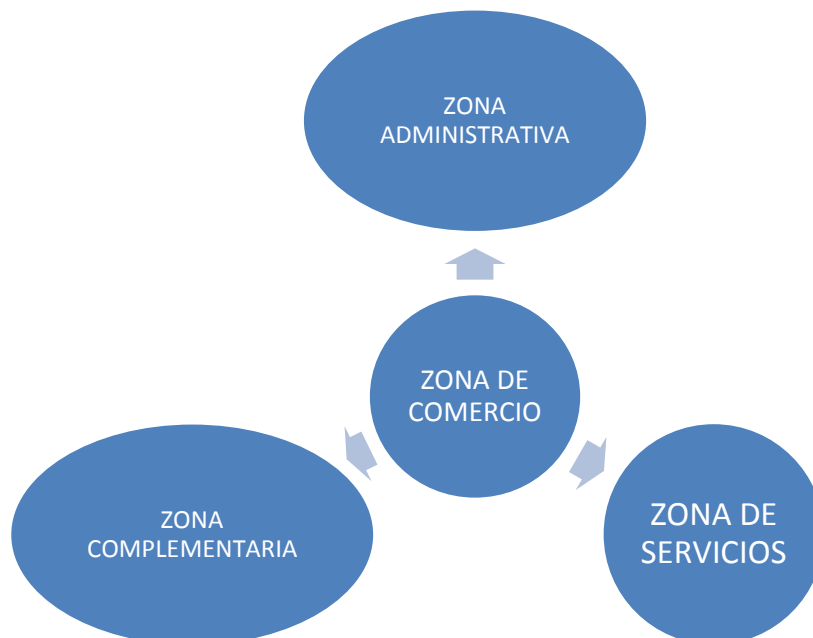 ZONA
ADMINISTRATIVA
ZONA DE
COMERCIO
ZONA
COMPLEMENTARIA
ZONA DE
SERVICIOS